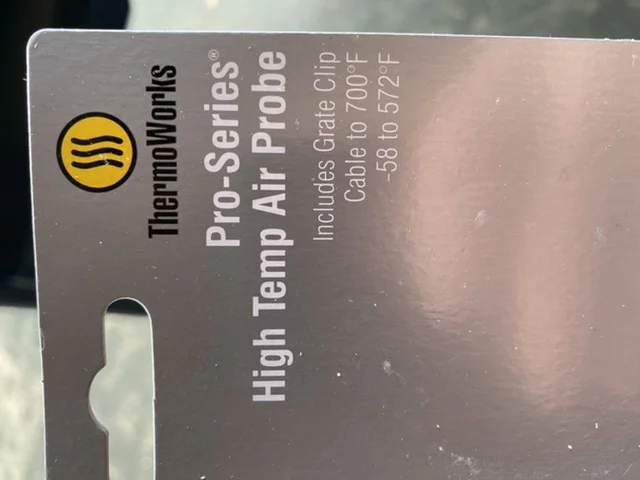 ThermoWorks
Pro-Series®
High Temp Air Probe
Includes Grate Clip
Cable to 700°F
-58 to 572°F